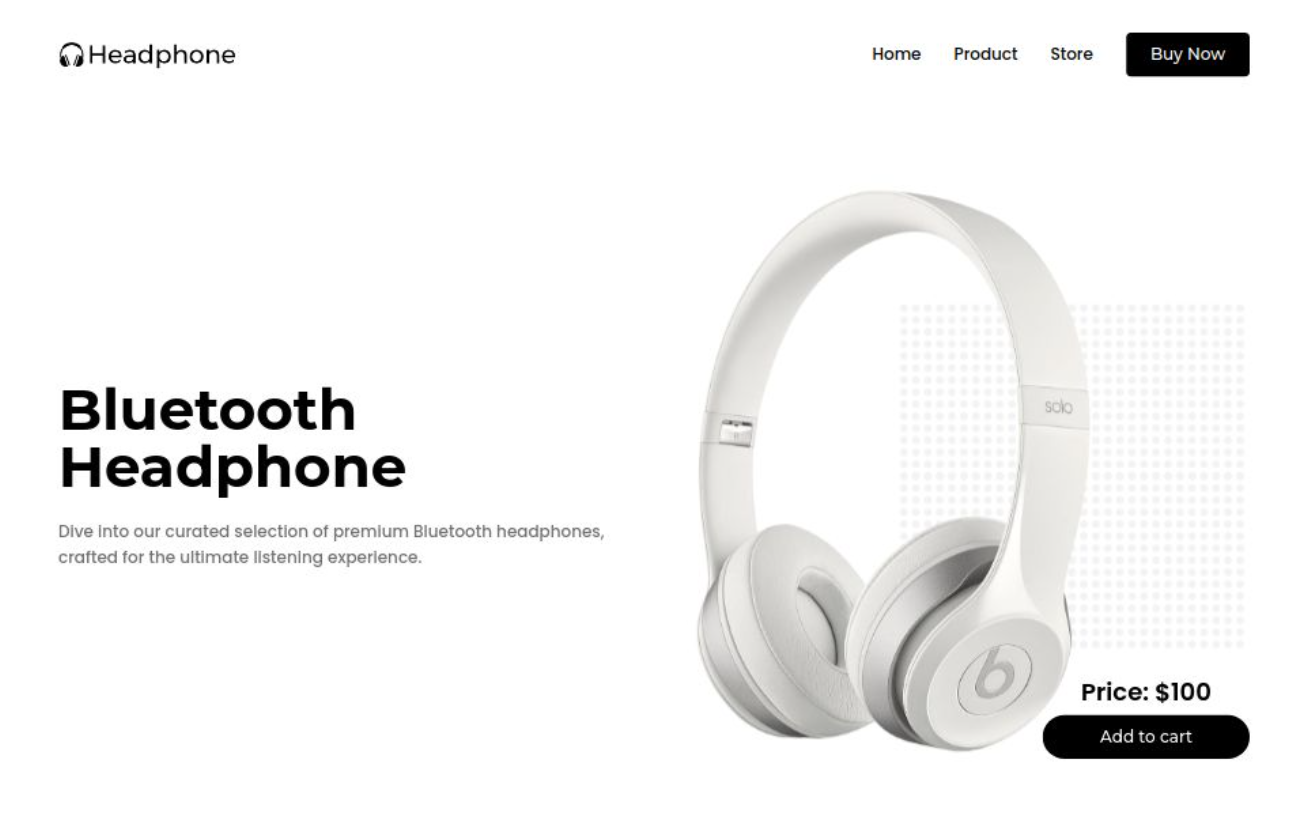 Headphone
Home Product Store Buy Now
solo
Bluetooth
Headphone
Dive into our curated selection of premium Bluetooth headphones,
crafted for the ultimate listening experience.
b
Price: $100
Add to cart